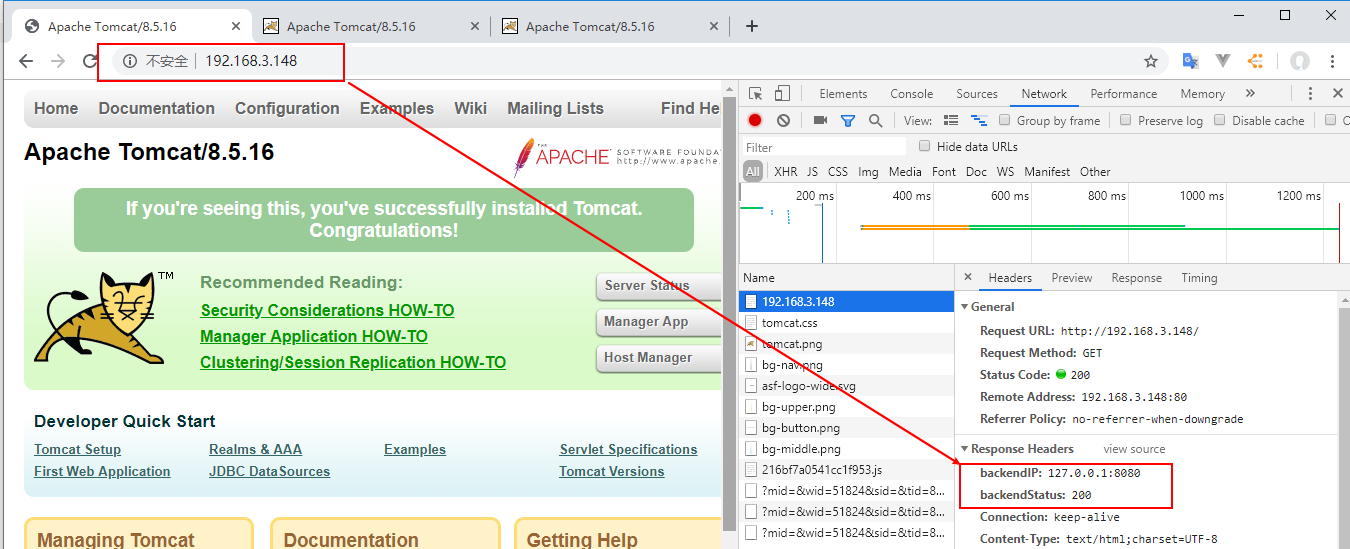 Apache Tomcat/8.5.16
Apache Tomcat/8.5.16
Apache Tomcat/8.5.16
不安全 192.168.3.148
Home Documentation Configuration Examples Wiki Mailing Lists Find He
Apache Tomcat/8.5.16
THE
APACHE SOFTWARE FOUNDA
http://www.apache.
If you're seeing this, you've successfully installed Tomcat.
Congratulations!
TM
Recommended Reading:
Security Considerations HOW-TO
Manager Application HOW-TO
Clustering/Session Replication HOW-TO
Server Status
Manager App
Host Manager
Developer Quick Start
Tomcat Setup Realms & AAA Examples Servlet Specifications
First Web Application JDBC DataSources Tomcat Versions
Managing Tomcat Documentation Getting Help
Elements Console Sources Network Performance Memory »
View: Group by frame Preserve log Disable cache O
Filter Hide data URLs
All XHR JS CSS Img Media Font Doc WS Manifest Other
200 ms 400 ms 600 ms 800 ms 1000 ms 1200 ms
Name
192.168.3.148
tomcat.css
tomcat.png
bg-nav.png
asf-logo-wide.svg
bg-upper.png
bg-button.png
bg-middle.png
216bf7a0541cc1f953.js
?mid=&wid=51824&sid=&tid=8...
?mid=&wid=51824&sid=&tid=8...
?mid=&wid=51824&sid=&tid=8...
Headers Preview Response Timing
General
Request URL: http://192.168.3.148/
Request Method: GET
Status Code: 200
Remote Address: 192.168.3.148:80
Referrer Policy: no-referrer-when-downgrade
Response Headers view source
backendIP: 127.0.0.1:8080
backendStatus: 200
Connection: keep-alive
Content-Type: text/html;charset=UTF-8